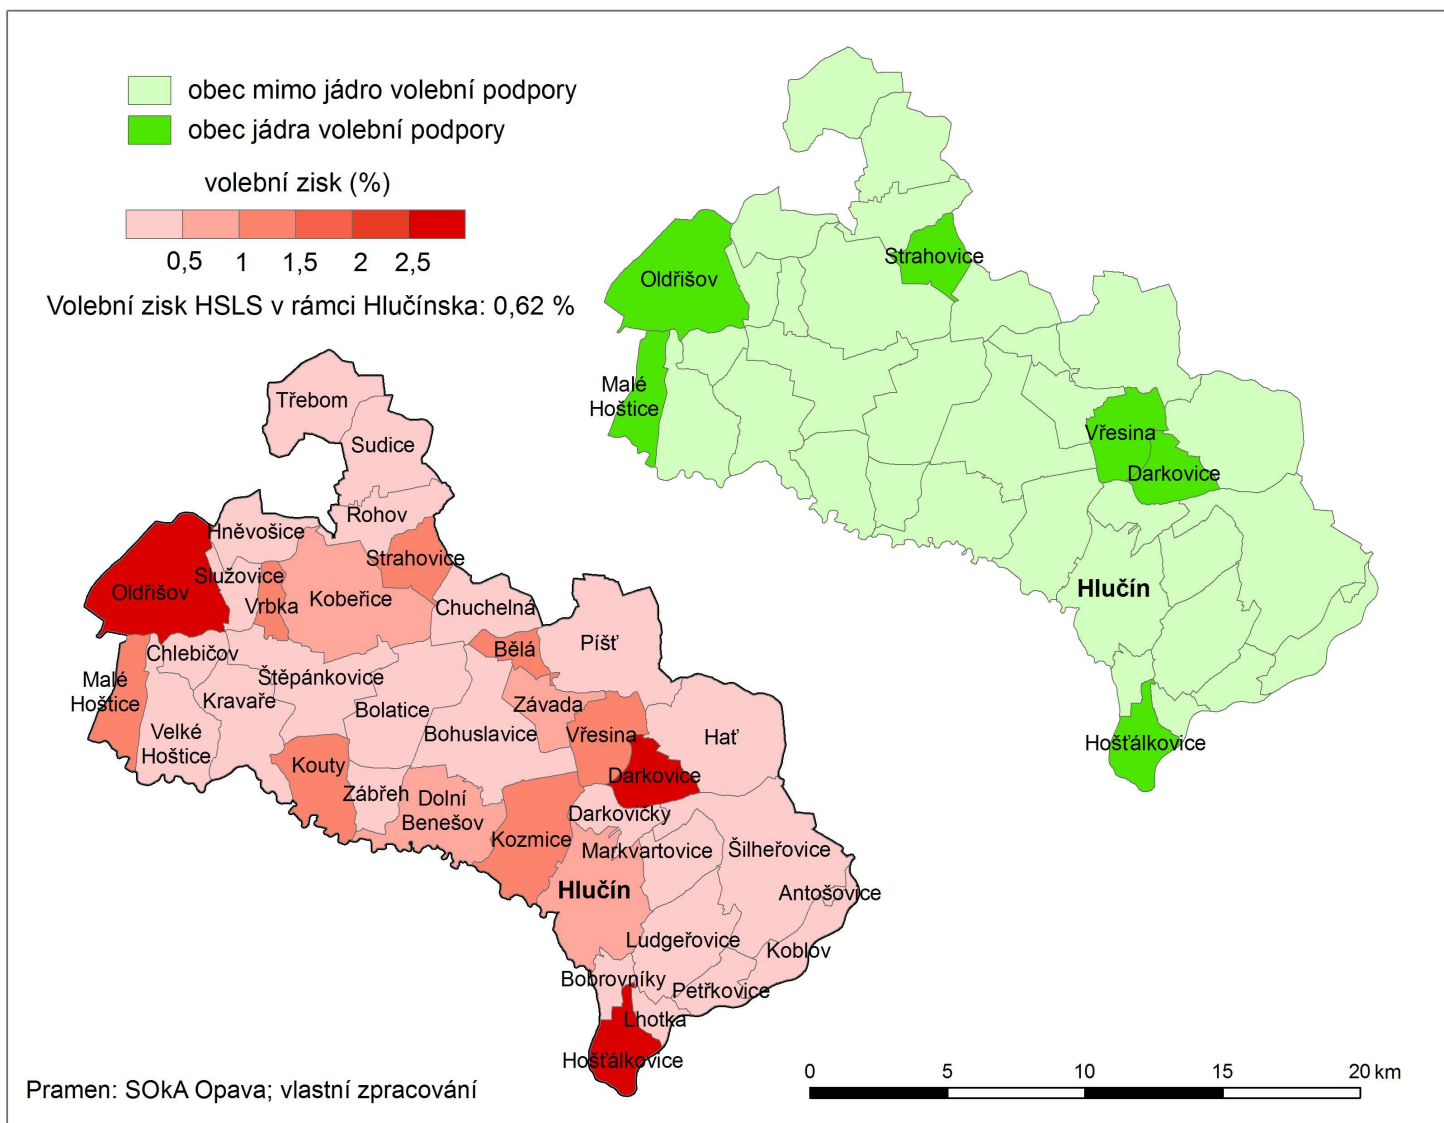 obec mimo jádro volební podpory
obec jádra volební podpory
volební zisk (%)
0,5 1 1,5 2 2,5
Volební zisk HSLS v rámci Hlučínska: 0,62 %
Strahovice
Oldřišov
Malé
Hoštice
Vřesina
Darkovice
Hlučín
Hošťálkovice
Třebom
Sudice
Rohov
Hněvošice
Strahovice
Služovice
Oldřišov
Vrbka
Kobeřice
Chuchelná
Bělá
Píšť
Chlebičov
Štěpánkovice
Malé
Hoštice
Kravaře
Závada
Bolatice
Velké
Hoštice
Bohuslavice
Vřesina
Hať
Kouty
Darkovice
Zábřeh
Dolní
Benešov
Darkovičky
Kozmice
Markvartovice
Šilheřovice
Hlučín
Antošovice
Ludgeřovice
Koblov
Bobrovníky
Petřkovice
Lhotka
Hošťálkovice
Pramen: SOkA Opava; vlastní zpracování
0 5 10 15 20 km